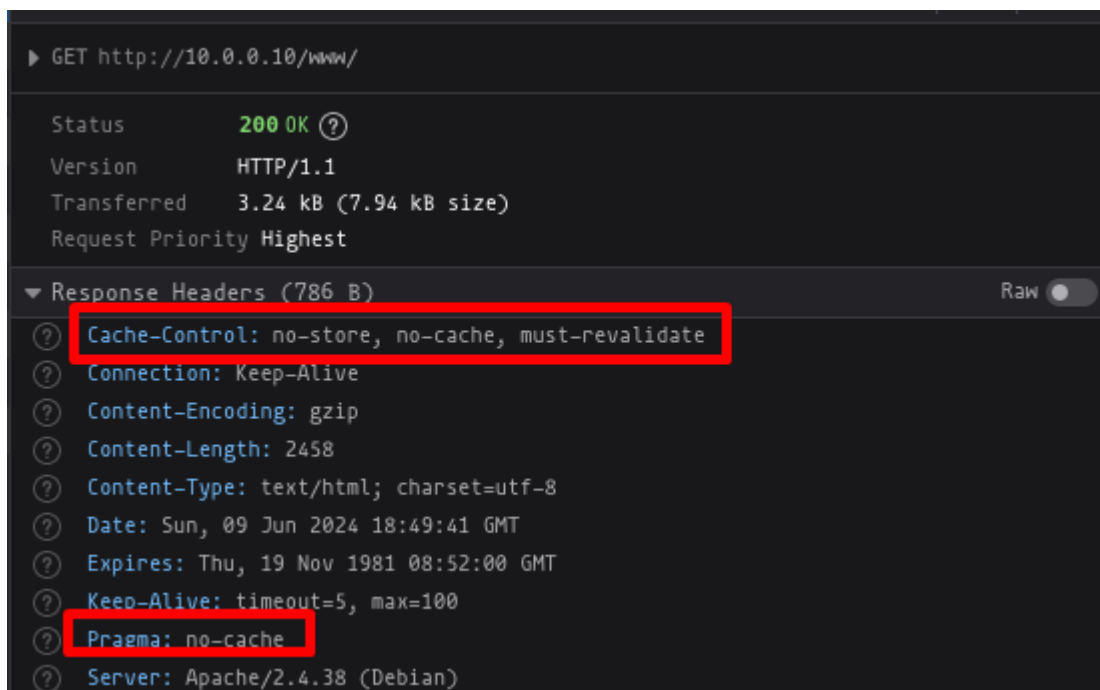 GET http://10.0.0.10/www/
Status 200 OK ?
Version HTTP/1.1
Transferred 3.24 kB (7.94 kB size)
Request Priority Highest
Response Headers (786 B) Raw
? Cache-Control: no-store, no-cache, must-revalidate
? Connection: Keep-Alive
? Content-Encoding: gzip
? Content-Length: 2458
? Content-Type: text/html; charset=utf-8
? Date: Sun, 09 Jun 2024 18:49:41 GMT
? Expires: Thu, 19 Nov 1981 08:52:00 GMT
? Keep-Alive: timeout=5, max=100
? Pragma: no-cache
? Server: Apache/2.4.38 (Debian)